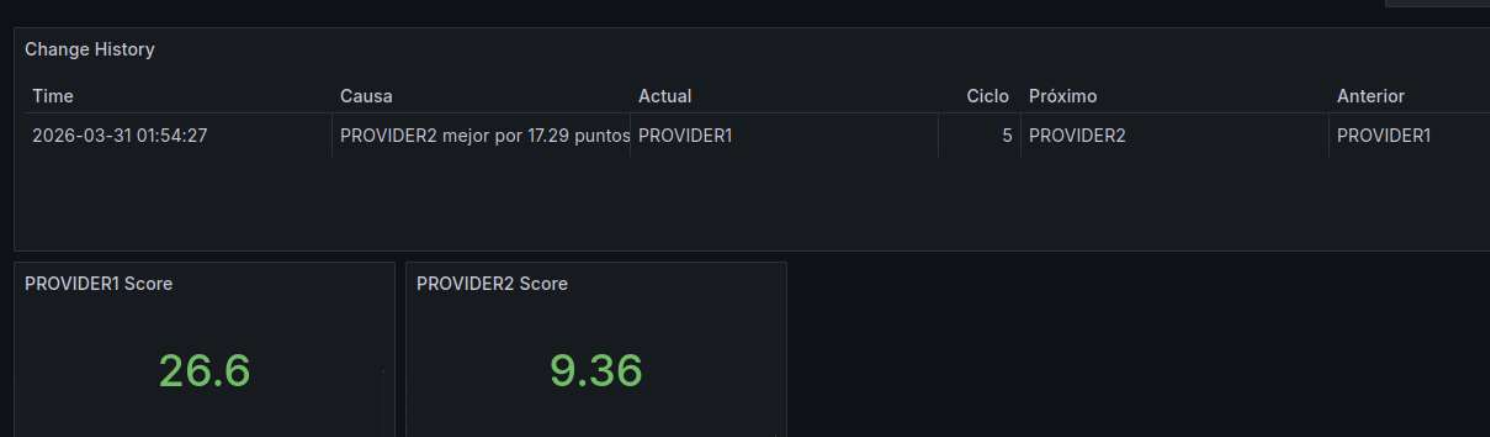 Change History
Time Causa Actual Ciclo Próximo Anterior
2026-03-31 01:54:27 PROVIDER2 mejor por 17.29 puntos PROVIDER1 5 PROVIDER2 PROVIDER1
PROVIDER1 Score PROVIDER2 Score
26.6 9.36